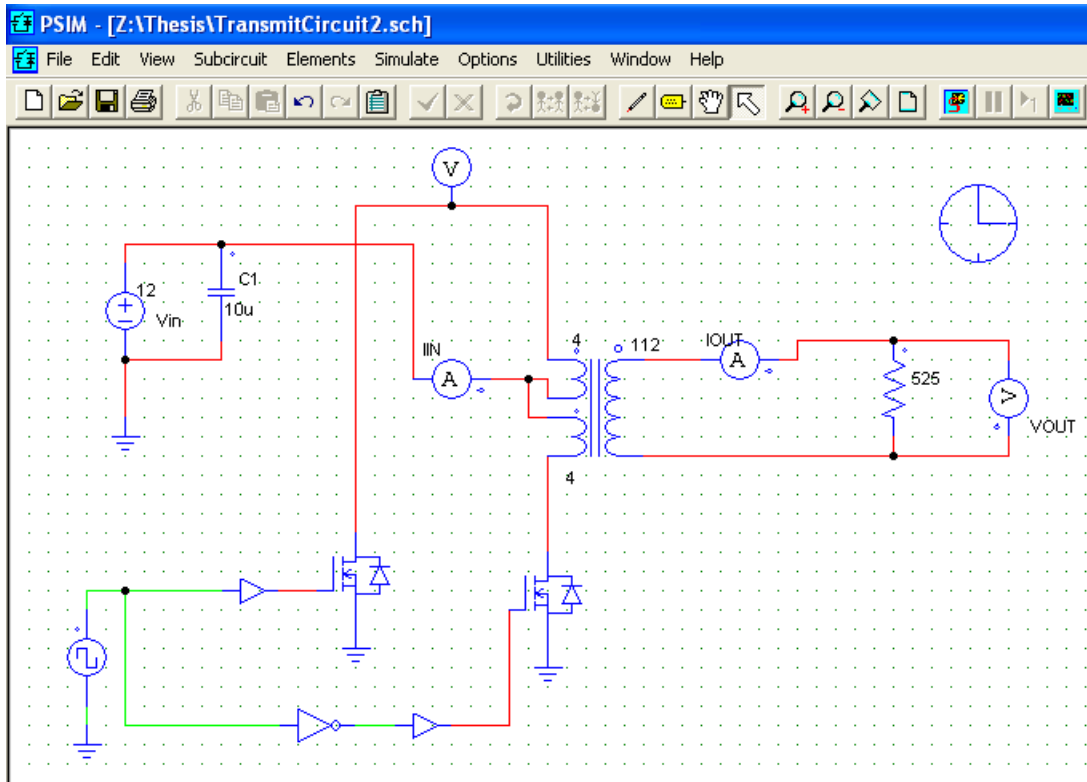 PSIM - [Z:\Thesis\TransmitCircuit2.sch]
File Edit View Subcircuit Elements Simulate Options Utilities Window Help
V
12
Vin
C1
10u
IIN
A
4
4
112
IOUT
A
525
V
VOUT